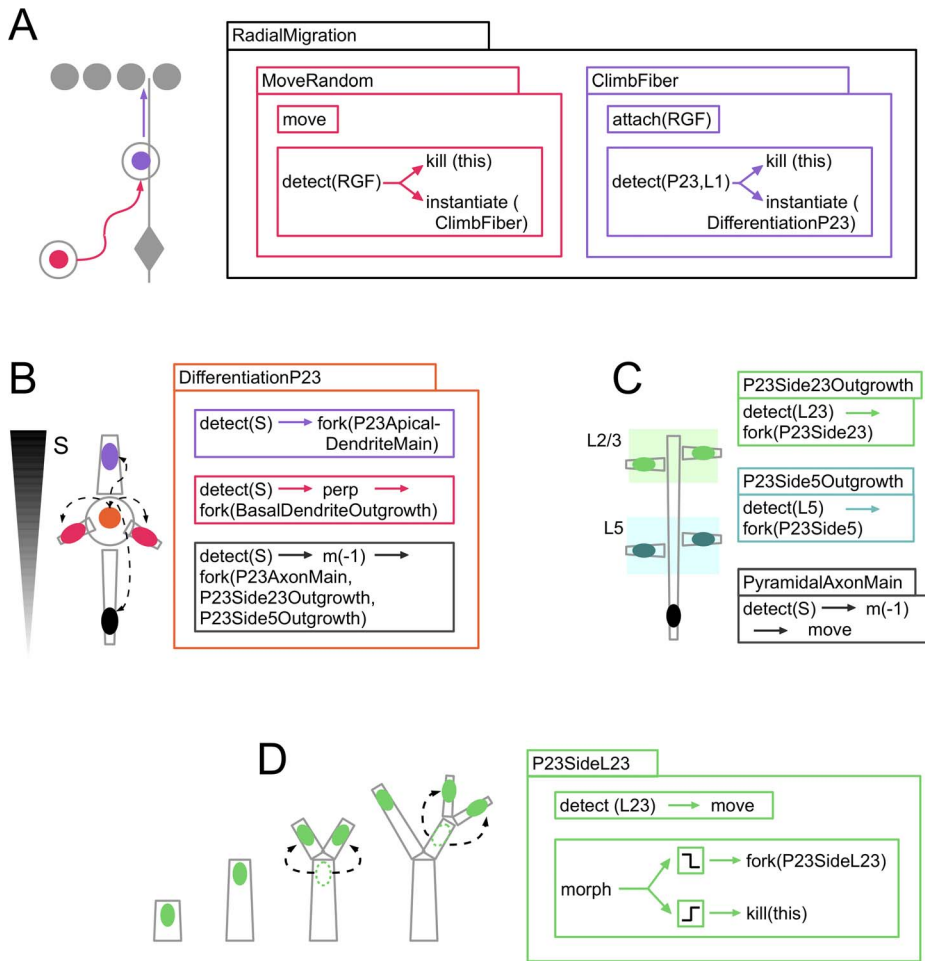 A
RadialMigration
MoveRandom
move
detect(RGF)
kill (this)
instantiate (
ClimbFiber)
ClimbFiber
attach(RGF)
detect(P23,L1)
kill (this)
instantiate (
DifferentiationP23)
B
S
DifferentiationP23
detect(S) fork(P23Apical-
DendriteMain)
detect(S) perp
fork(BasalDendriteOutgrowth)
detect(S) m(-1)
fork(P23AxonMain,
P23Side23Outgrowth,
P23Side5Outgrowth)
C
L2/3
L5
P23Side23Outgrowth
detect(L23)
fork(P23Side23)
P23Side5Outgrowth
detect(L5)
fork(P23Side5)
PyramidalAxonMain
detect(S) m(-1)
move
D
P23SideL23
detect (L23) move
morph
fork(P23SideL23)
kill(this)